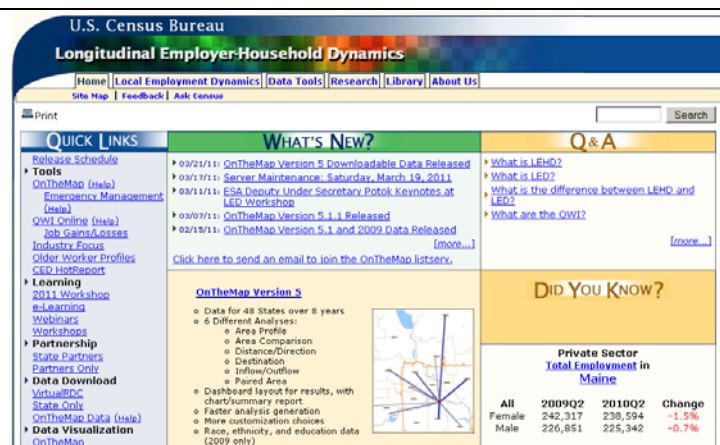 U.S. Census Bureau
Longitudinal Employer-Household Dynamics
Home Local Employment Dynamics Data Tools Research Library About Us
Site Map | Feedback | Ask Census
Print
Search
QUICK LINKS
Release Schedule
Tools
OnTheMap (Help)
Emergency Management
(Help)
QWI Online (Help)
Job Gains/Losses
Industry Focus
Older Worker Profiles
CED HotReport
Learning
2011 Workshop
e-Learning
Webinars
Workshops
Partnership
State Partners
Partners Only
Data Download
VirtualRDC
State Only
OnTheMap Data (Help)
Data Visualization
OnTheMap
WHAT'S NEW?
03/21/11: OnTheMap Version 5 Downloadable Data Released
03/17/11: Server Maintenance: Saturday, March 19, 2011
03/11/11: ESA Deputy Under Secretary Potok Keynotes at
LED Workshop
03/07/11: OnTheMap Version 5.1.1 Released
02/15/11: OnTheMap Version 5.1 and 2009 Data Released
[more...]
Click here to send an email to join the OnTheMap listserv.
OnTheMap Version 5
o Data for 48 States over 8 years
o 6 Different Analyses:
o Area Profile
o Area Comparison
o Distance/Direction
o Destination
o Inflow/Outflow
o Paired Area
o Dashboard layout for results, with
chart/summary report
o Faster analysis generation
o More customization choices
o Race, ethnicity, and education data
(2009 only)
Q & A
What is LEHD?
What is LED?
What is the difference between LEHD and
LED?
What are the QWI?
[more...]
DID YOU KNOW?
Private Sector
Total Employment in
Maine
All 2009Q2 2010Q2 Change
Female 242,317 238,594 -1.5%
Male 226,851 225,342 -0.7%